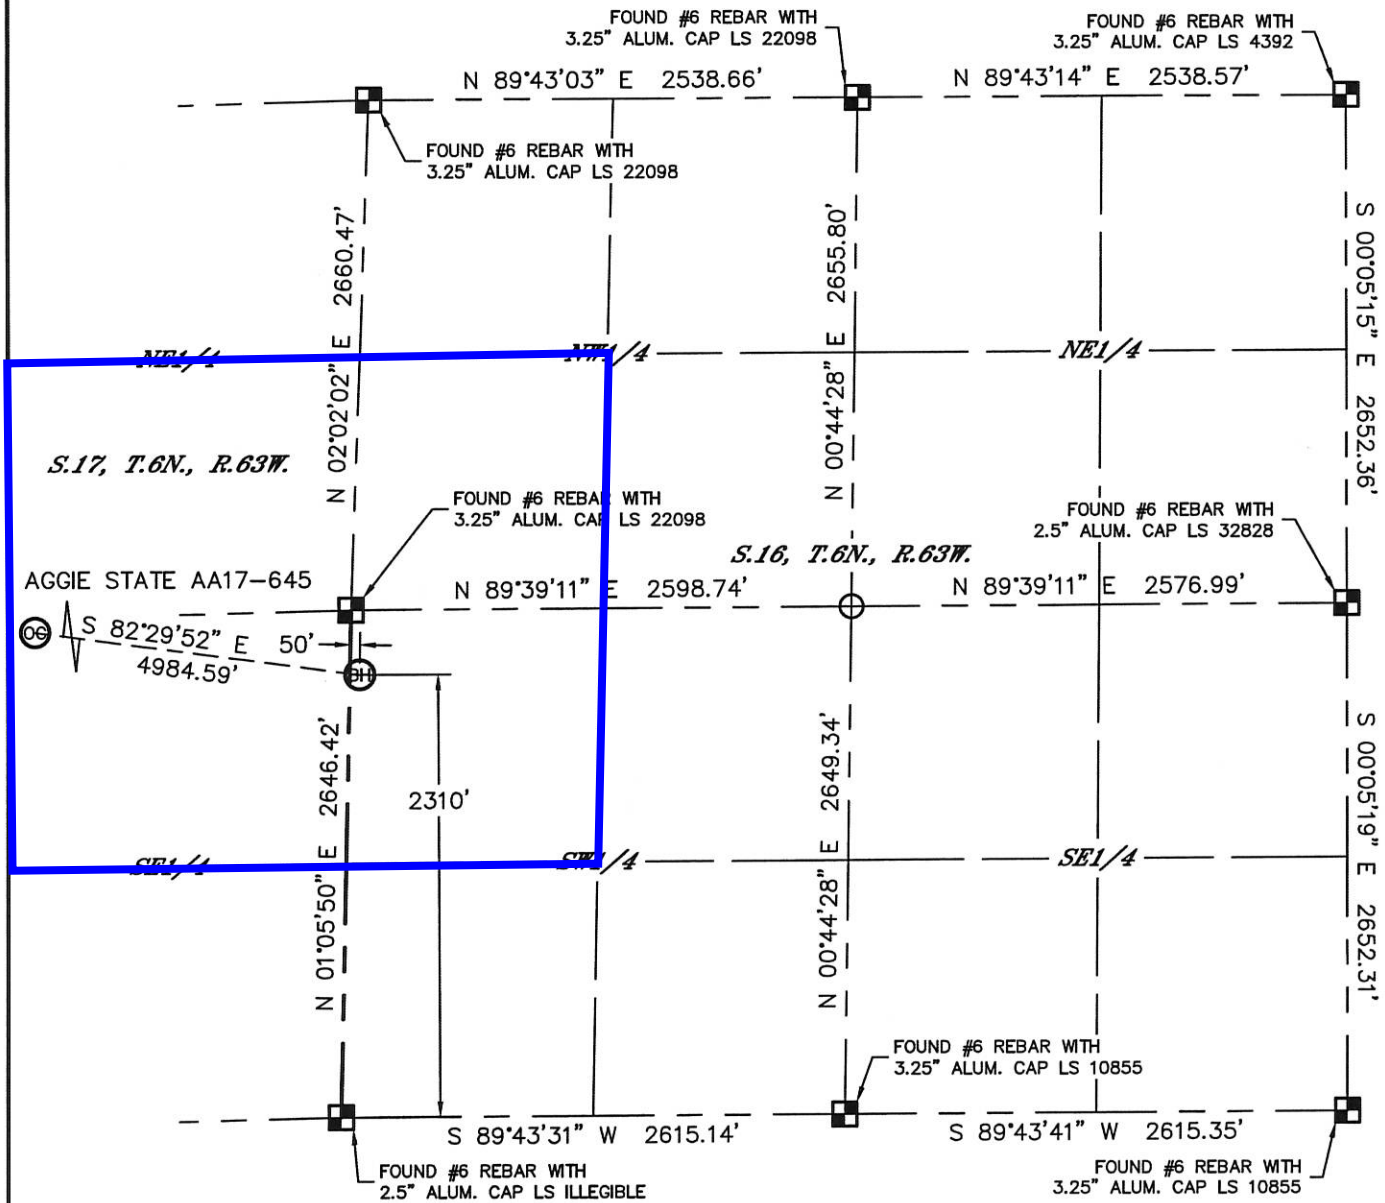 FOUND #6 REBAR WITH
3.25" ALUM. CAP LS 22098
FOUND #6 REBAR WITH
3.25" ALUM. CAP LS 4392
N 89°43'03" E 2538.66'
N 89°43'14" E 2538.57'
FOUND #6 REBAR WITH
3.25" ALUM. CAP LS 22098
N 02°02'02" E 2660.47'
N 00°44'28" E 2655.80'
S 00°05'15" E 2652.36'
NE1/4
NW1/4
NE1/4
S.17, T.6N., R.63W.
FOUND #6 REBAR WITH
3.25" ALUM. CAP LS 22098
FOUND #6 REBAR WITH
2.5" ALUM. CAP LS 32828
S.16, T.6N., R.63W.
AGGIE STATE AA17-645
N 89°39'11" E 2598.74'
N 89°39'11" E 2576.99'
OG
S 82°29'52" E 50'
4984.59'
BH
N 01°05'50" E 2646.42'
2310'
N 00°44'28" E 2649.34'
S 00°05'19" E 2652.31'
SE1/4
SW1/4
SE1/4
FOUND #6 REBAR WITH
3.25" ALUM. CAP LS 10855
S 89°43'31" W 2615.14'
S 89°43'41" W 2615.35'
FOUND #6 REBAR WITH
2.5" ALUM. CAP LS ILLEGIBLE
FOUND #6 REBAR WITH
3.25" ALUM. CAP LS 10855